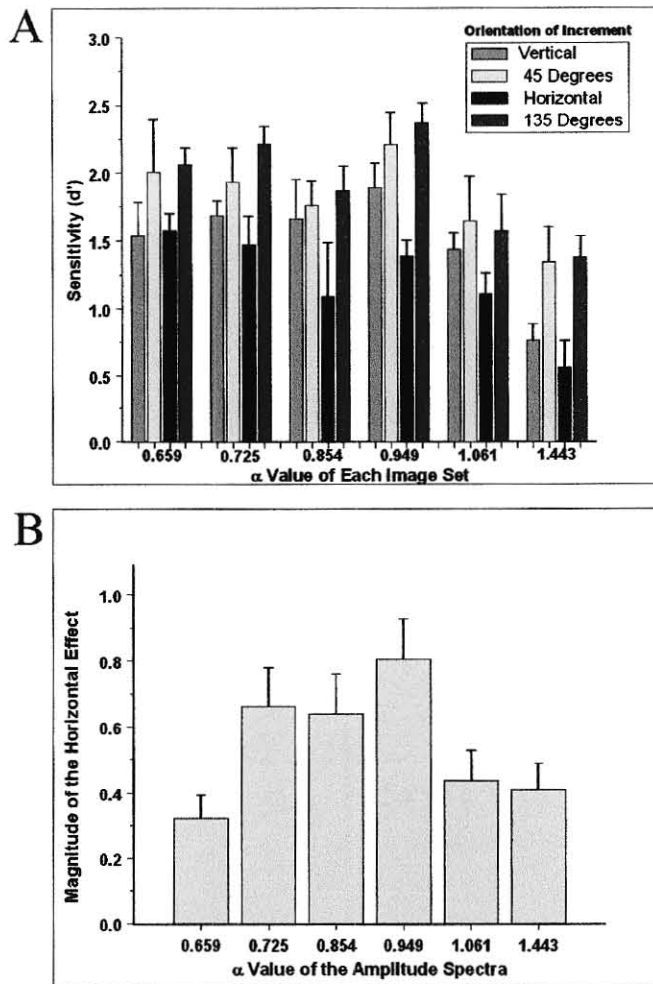 A
Orientation of Increment
Vertical
45 Degrees
Horizontal
135 Degrees
3.0
2.5
2.0
1.5
1.0
0.5
0.0
Sensitivity (d')
0.659 0.725 0.854 0.949 1.061 1.443
α Value of Each Image Set
B
1.0
0.8
0.6
0.4
0.2
0.0
Magnitude of the Horizontal Effect
0.659 0.725 0.854 0.949 1.061 1.443
α Value of the Amplitude Spectra